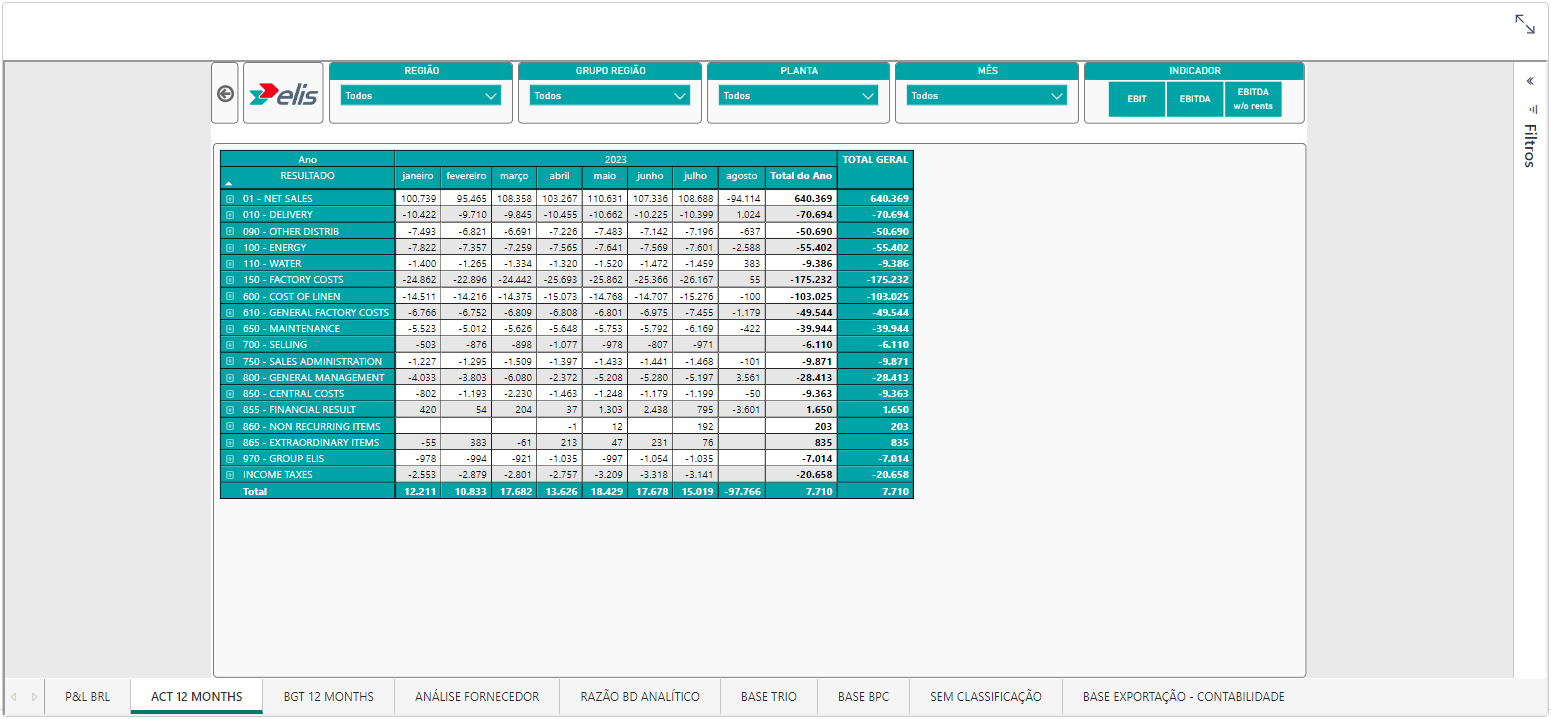 REGIÃO GRUPO REGIÃO PLANTA MÊS INDICADOR
elis Todos Todos Todos Todos EBIT EBITDA EBITDA w/o rents
Filtros
Ano 2023 TOTAL GERAL
RESULTADO janeiro fevereiro março abril maio junho julho agosto Total do Ano
01 - NET SALES 100.739 95.465 108.358 103.267 110.631 107.336 108.688 -94.114 640.369 640.369
010 - DELIVERY -10.422 -9.710 -9.845 -10.455 -10.662 -10.225 -10.399 1.024 -70.694 -70.694
090 - OTHER DISTRIB -7.493 -6.821 -6.691 -7.226 -7.483 -7.142 -7.196 -637 -50.690 -50.690
100 - ENERGY -7.822 -7.357 -7.259 -7.565 -7.641 -7.569 -7.601 -2.588 -55.402 -55.402
110 - WATER -1.400 -1.265 -1.334 -1.320 -1.520 -1.472 -1.459 383 -9.386 -9.386
150 - FACTORY COSTS -24.862 -22.896 -24.442 -25.693 -25.862 -25.366 -26.167 55 -175.232 -175.232
600 - COST OF LINEN -14.511 -14.216 -14.375 -15.073 -14.768 -14.707 -15.276 -100 -103.025 -103.025
610 - GENERAL FACTORY COSTS -6.766 -6.752 -6.809 -6.808 -6.801 -6.975 -7.455 -1.179 -49.544 -49.544
650 - MAINTENANCE -5.523 -5.012 -5.626 -5.648 -5.753 -5.792 -6.169 -422 -39.944 -39.944
700 - SELLING -503 -876 -898 -1.077 -978 -807 -971 -6.110 -6.110
750 - SALES ADMINISTRATION -1.227 -1.295 -1.509 -1.397 -1.433 -1.441 -1.468 -101 -9.871 -9.871
800 - GENERAL MANAGEMENT -4.033 -3.803 -6.080 -2.372 -5.208 -5.280 -5.197 3.561 -28.413 -28.413
850 - CENTRAL COSTS -802 -1.193 -2.230 -1.463 -1.248 -1.179 -1.199 -50 -9.363 -9.363
855 - FINANCIAL RESULT 420 54 204 37 1.303 2.438 795 -3.601 1.650 1.650
860 - NON RECURRING ITEMS -1 12 192 203 203
865 - EXTRAORDINARY ITEMS -55 383 -61 213 47 231 76 835 835
970 - GROUP ELIS -978 -994 -921 -1.035 -997 -1.054 -1.035 -7.014 -7.014
INCOME TAXES -2.553 -2.879 -2.801 -2.757 -3.209 -3.318 -3.141 -20.658 -20.658
Total 12.211 10.833 17.682 13.626 18.429 17.678 15.019 -97.766 7.710 7.710
P&L BRL ACT 12 MONTHS BGT 12 MONTHS ANÁLISE FORNECEDOR RAZÃO BD ANALÍTICO BASE TRIO BASE BPC SEM CLASSIFICAÇÃO BASE EXPORTAÇÃO - CONTABILIDADE